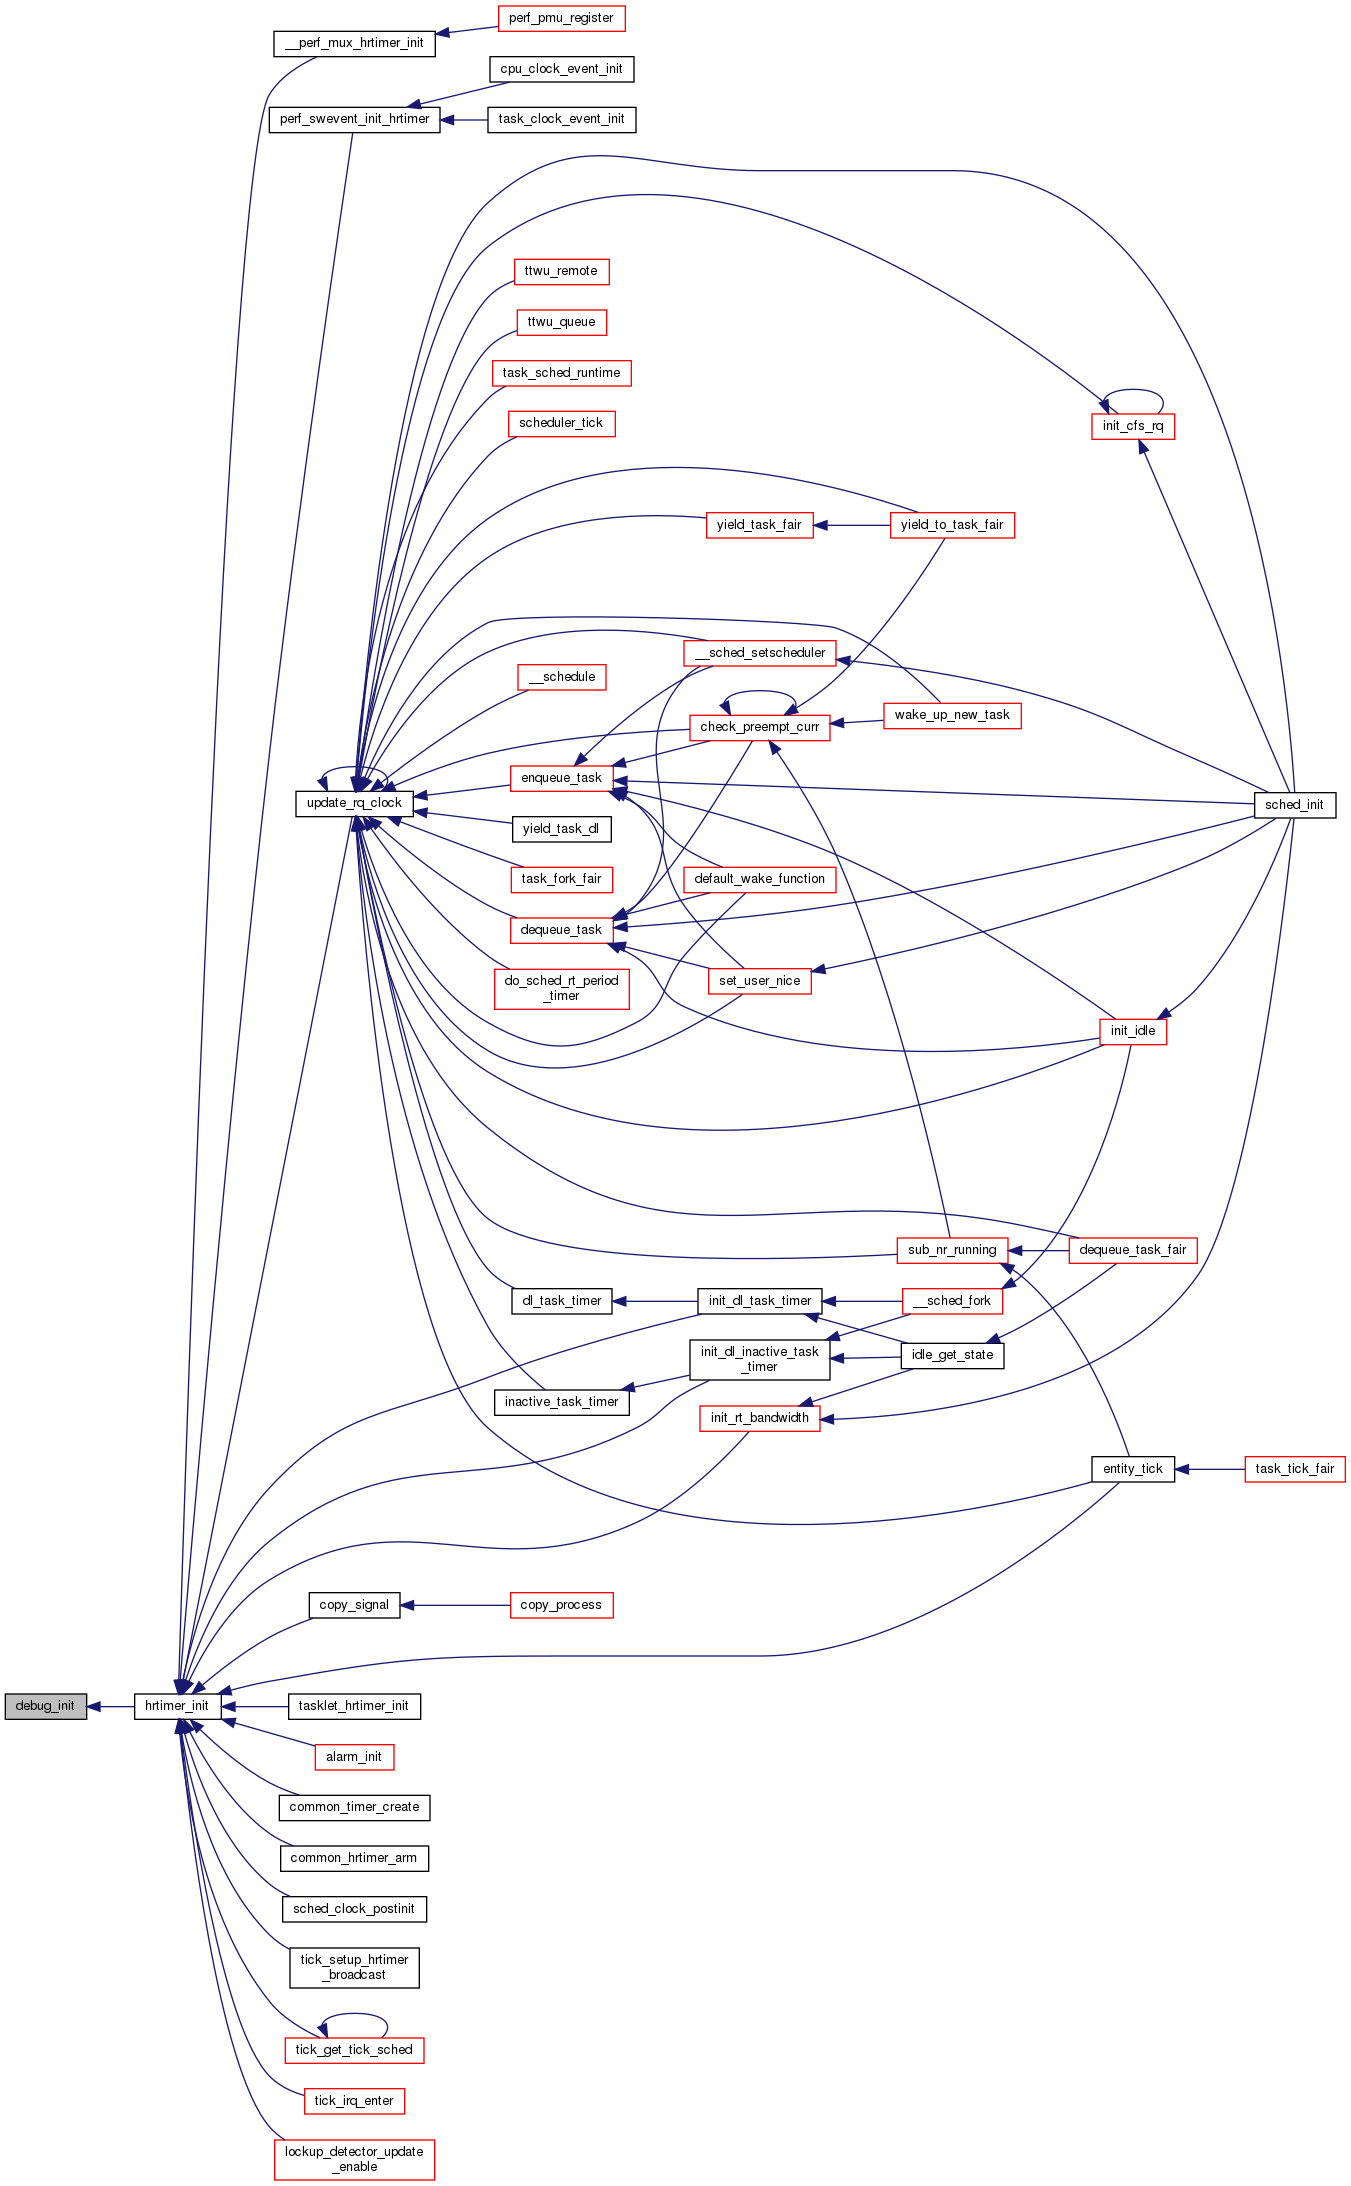 perf_pmu_register
__perf_mux_hrtimer_init
cpu_clock_event_init
perf_swevent_init_hrtimer
task_clock_event_init
ttwu_remote
ttwu_queue
task_sched_runtime
scheduler_tick
init_cfs_rq
yield_task_fair
yield_to_task_fair
__sched_setscheduler
__schedule
wake_up_new_task
check_preempt_curr
enqueue_task
update_rq_clock
sched_init
yield_task_dl
task_fork_fair
default_wake_function
dequeue_task
do_sched_rt_period
_timer
set_user_nice
init_idle
sub_nr_running
dequeue_task_fair
dl_task_timer
init_dl_task_timer
__sched_fork
init_dl_inactive_task
_timer
idle_get_state
inactive_task_timer
init_rt_bandwidth
entity_tick
task_tick_fair
copy_signal
copy_process
debug_init
hrtimer_init
tasklet_hrtimer_init
alarm_init
common_timer_create
common_hrtimer_arm
sched_clock_postinit
tick_setup_hrtimer
_broadcast
tick_get_tick_sched
tick_irq_enter
lockup_detector_update
_enable